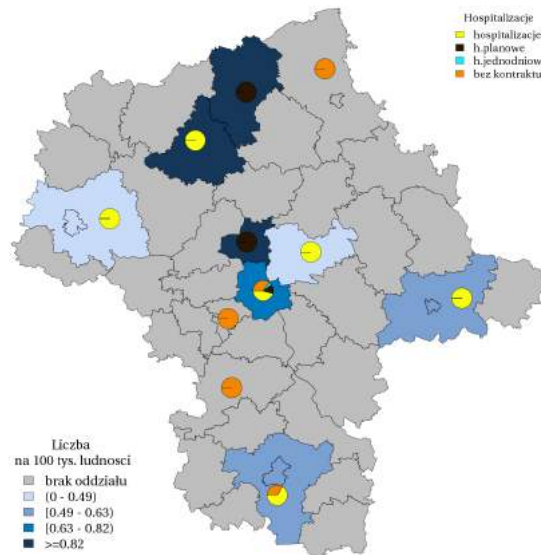 Hospitalizacje
hospitalizacje
h.planowe
h.jednodniow
bez kontraktu
Liczba
na 100 tys. ludnosci
brak oddziału
(0 - 0.49)
[0.49 - 0.63)
[0.63 - 0.82)
>=0.82